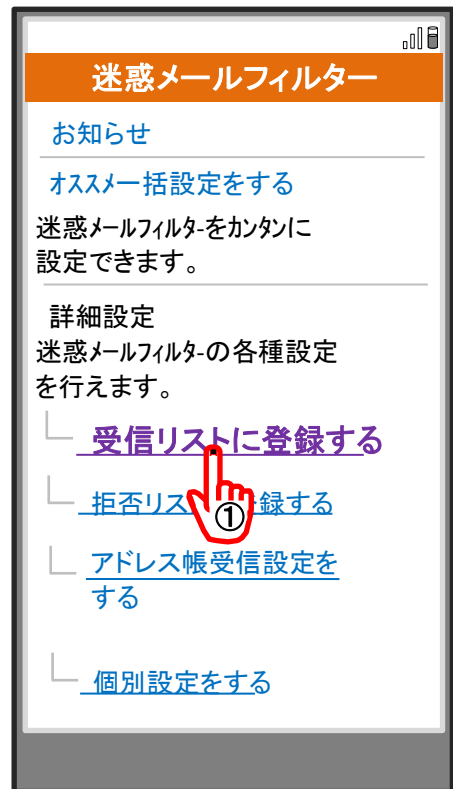 迷惑メールフィルター
お知らせ
オススメ一括設定をする
迷惑メールフィルターをカンタンに
設定できます。
詳細設定
迷惑メールフィルターの各種設定
を行えます。
受信リストに登録する
拒否リス 録する
①
アドレス帳受信設定を
する
個別設定をする